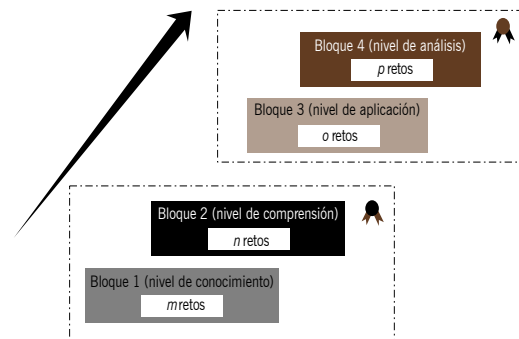 Bloque 4 (nivel de análisis)
p retos
Bloque 3 (nivel de aplicación)
o retos
Bloque 2 (nivel de comprensión)
n retos
Bloque 1 (nivel de conocimiento)
m retos